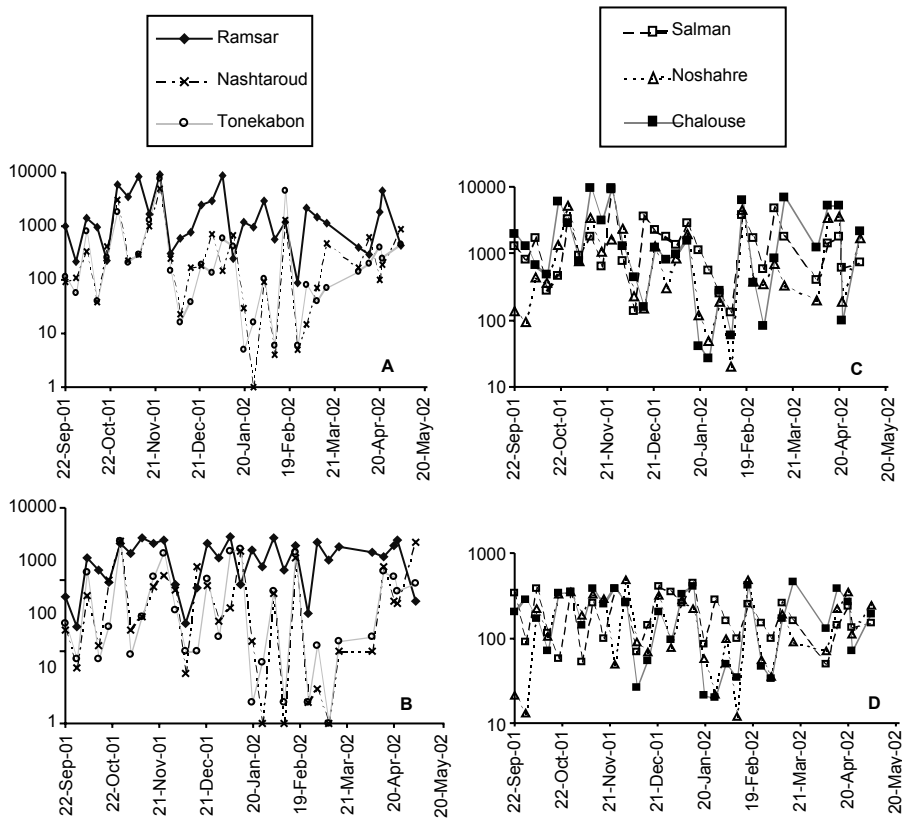 Ramsar
Nashtaroud
Tonekabon
Salman
Noshahre
Chalouse
10000
1000
100
10
1
A
22-Sep-01
22-Oct-01
21-Nov-01
21-Dec-01
20-Jan-02
19-Feb-02
21-Mar-02
20-Apr-02
20-May-02
10000
1000
100
10
C
22-Sep-01
22-Oct-01
21-Nov-01
21-Dec-01
20-Jan-02
19-Feb-02
21-Mar-02
20-Apr-02
20-May-02
10000
1000
100
10
1
B
22-Sep-01
22-Oct-01
21-Nov-01
20-Dec-01
20-Jan-02
19-Feb-02
21-Mar-02
20-Apr-02
20-May-02
1000
100
10
D
22-Sep-01
22-Oct-01
21-Nov-01
21-Dec-01
20-Jan-02
19-Feb-02
21-Mar-02
20-Apr-02
20-May-02